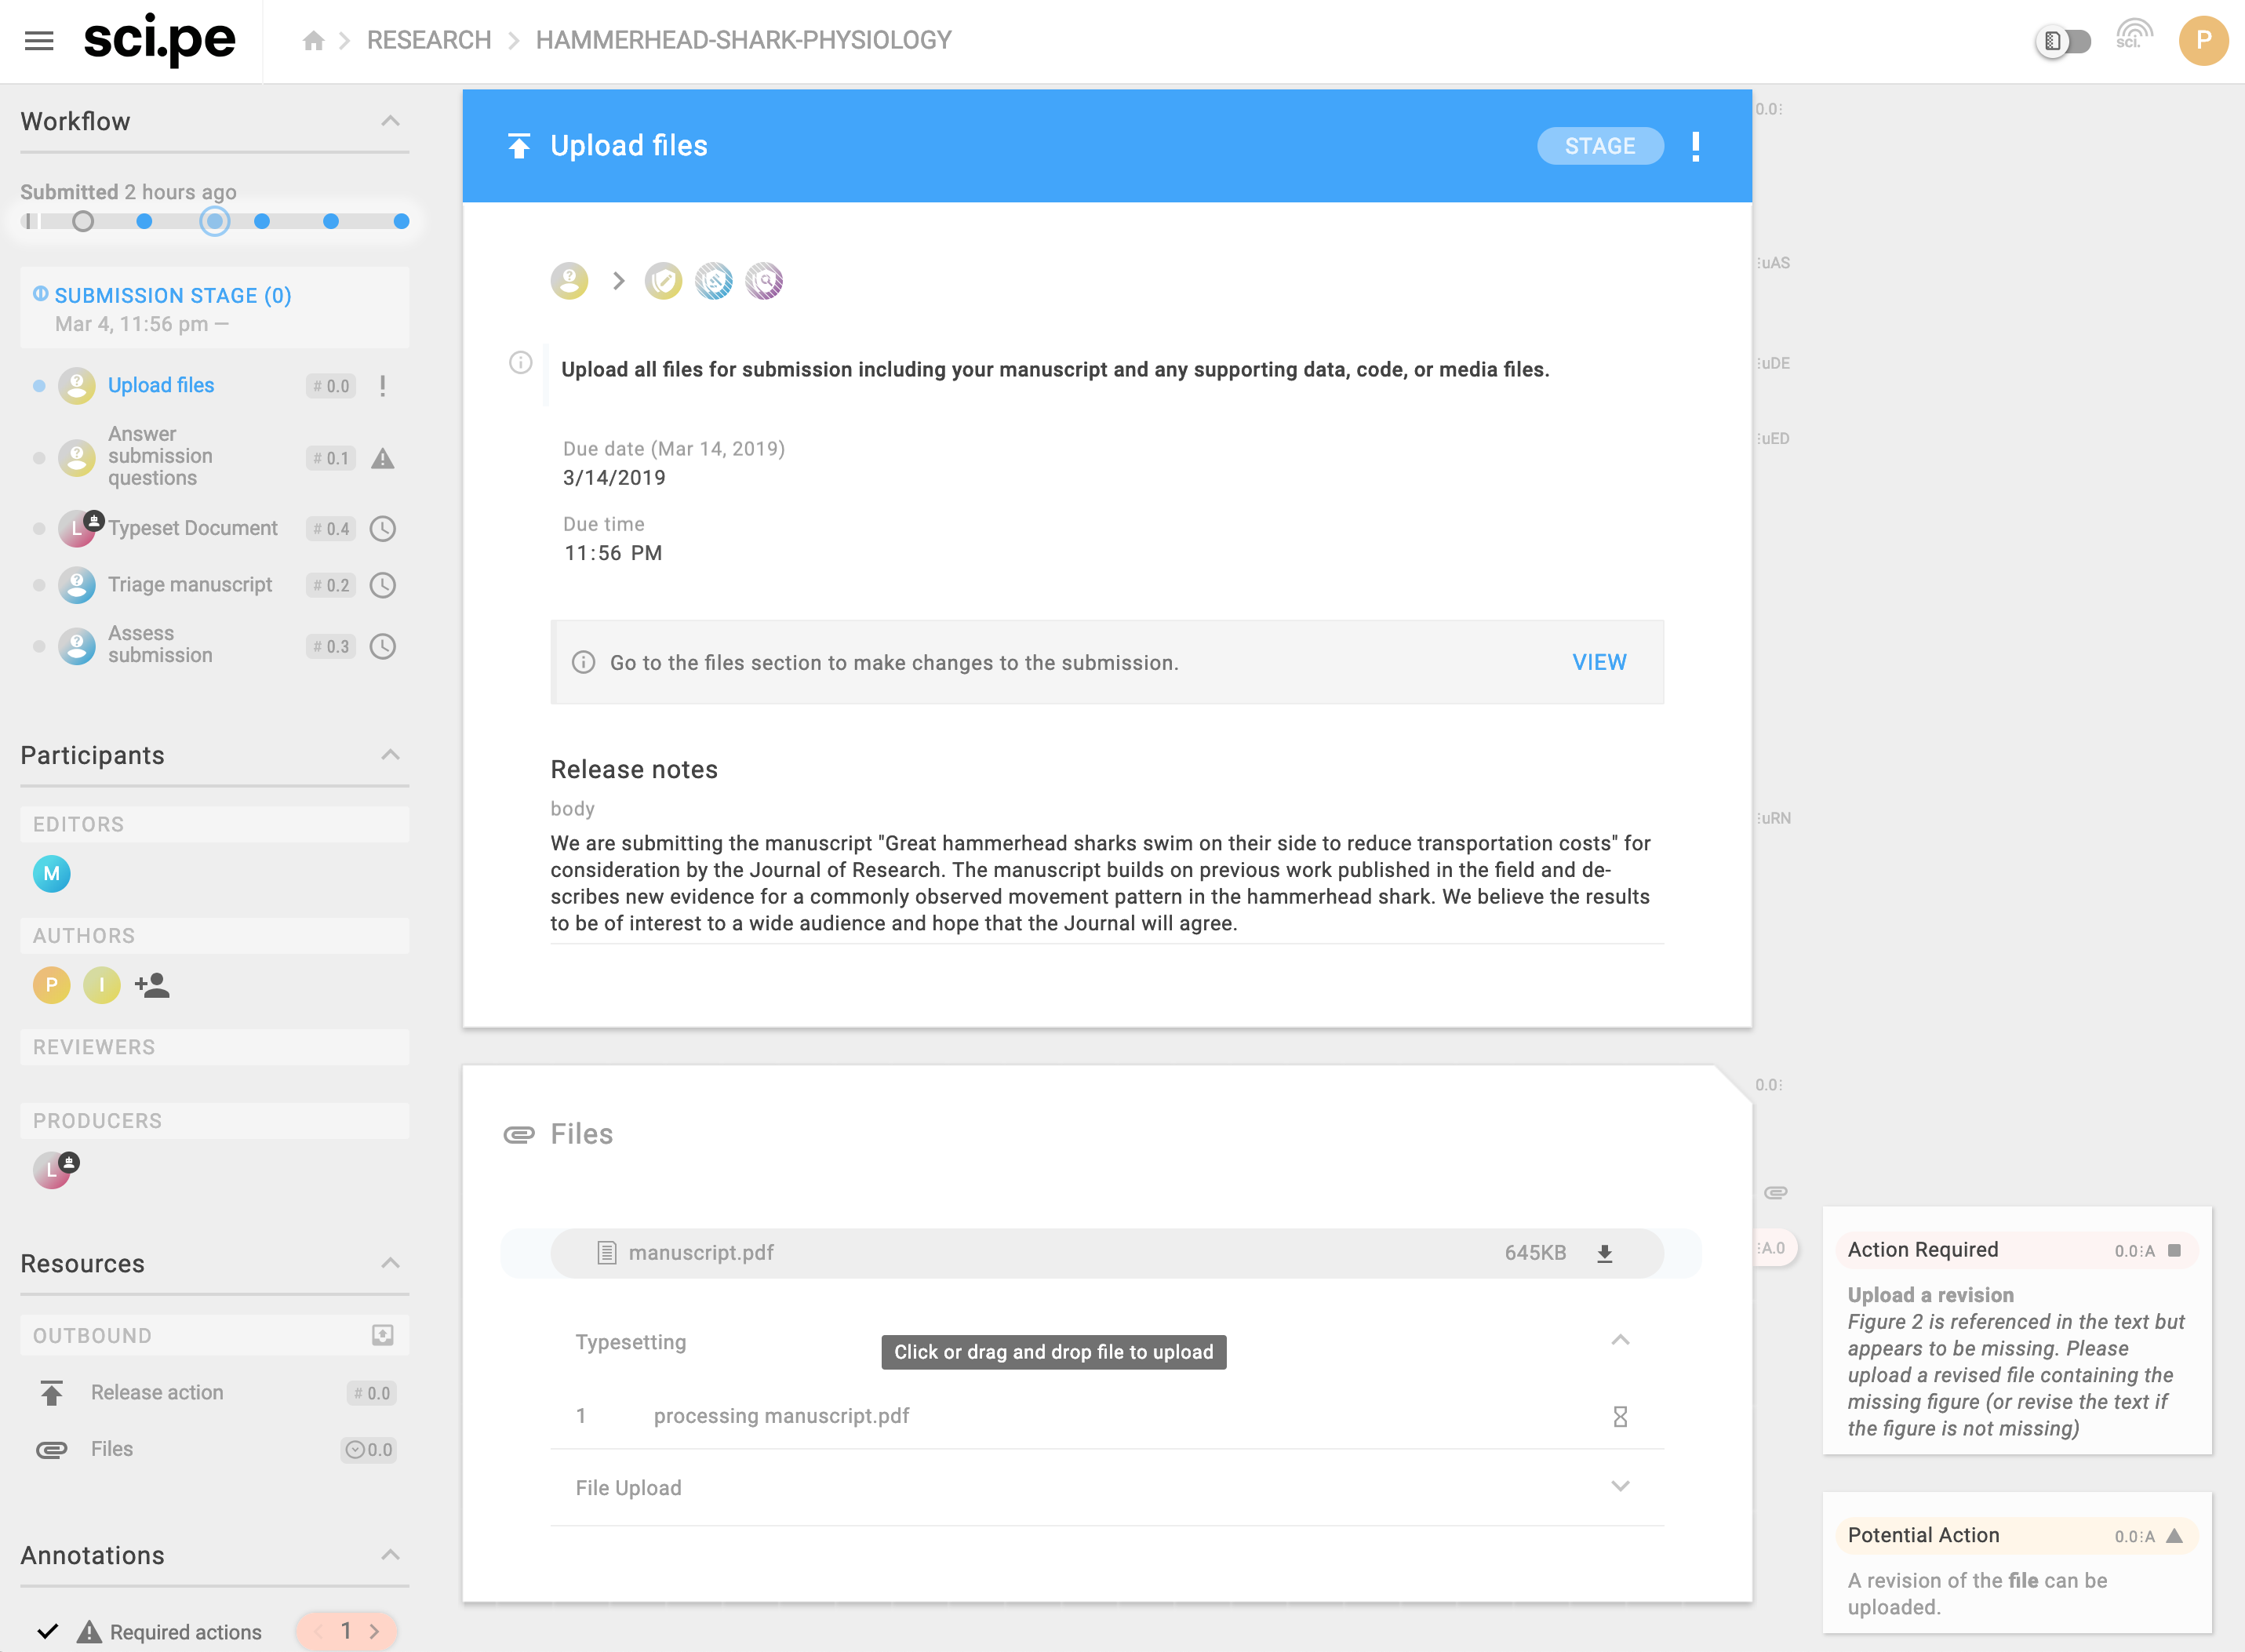 sci.pe
RESEARCH
HAMMERHEAD-SHARK-PHYSIOLOGY
sci.
P
Workflow
Submitted 2 hours ago
SUBMISSION STAGE (0)
Mar 4, 11:56 pm —
Upload files
# 0.0
Answer
submission
questions
# 0.1
L
Typeset Document
# 0.4
Triage manuscript
# 0.2
Assess
submission
# 0.3
Participants
EDITORS
M
AUTHORS
P
I
REVIEWERS
PRODUCERS
L
Resources
OUTBOUND
Release action
# 0.0
Files
0.0
Annotations
Required actions
1
Upload files
STAGE
0.0⋮
⋮uAS
Upload all files for submission including your manuscript and any supporting data, code, or media files.
⋮uDE
Due date (Mar 14, 2019)
3/14/2019
⋮uED
Due time
11:56 PM
Go to the files section to make changes to the submission.
VIEW
Release notes
body
⋮uRN
We are submitting the manuscript "Great hammerhead sharks swim on their side to reduce transportation costs" for
consideration by the Journal of Research. The manuscript builds on previous work published in the field and de-
scribes new evidence for a commonly observed movement pattern in the hammerhead shark. We believe the results
to be of interest to a wide audience and hope that the Journal will agree.
0.0⋮
Files
manuscript.pdf
645KB
⋮A.0
Typesetting
Click or drag and drop file to upload
1
processing manuscript.pdf
File Upload
Action Required
0.0⋮A
Upload a revision
Figure 2 is referenced in the text but
appears to be missing. Please
upload a revised file containing the
missing figure (or revise the text if
the figure is not missing)
Potential Action
0.0⋮A
A revision of the file can be
uploaded.